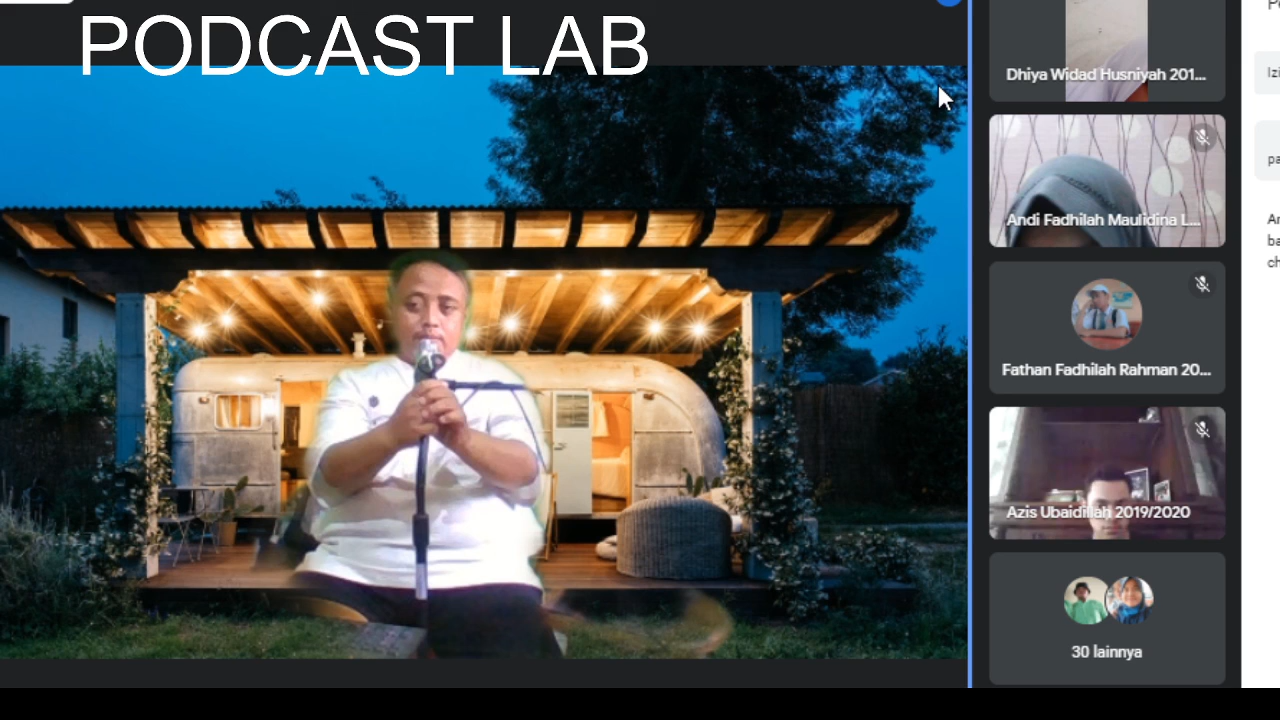 PODCAST LAB
Dhiya Widad Husniyah 201...
Andi Fadhilah Maulidina L...
Fathan Fadhilah Rahman 20...
Azis Ubaidillah 2019/2020
30 lainnya